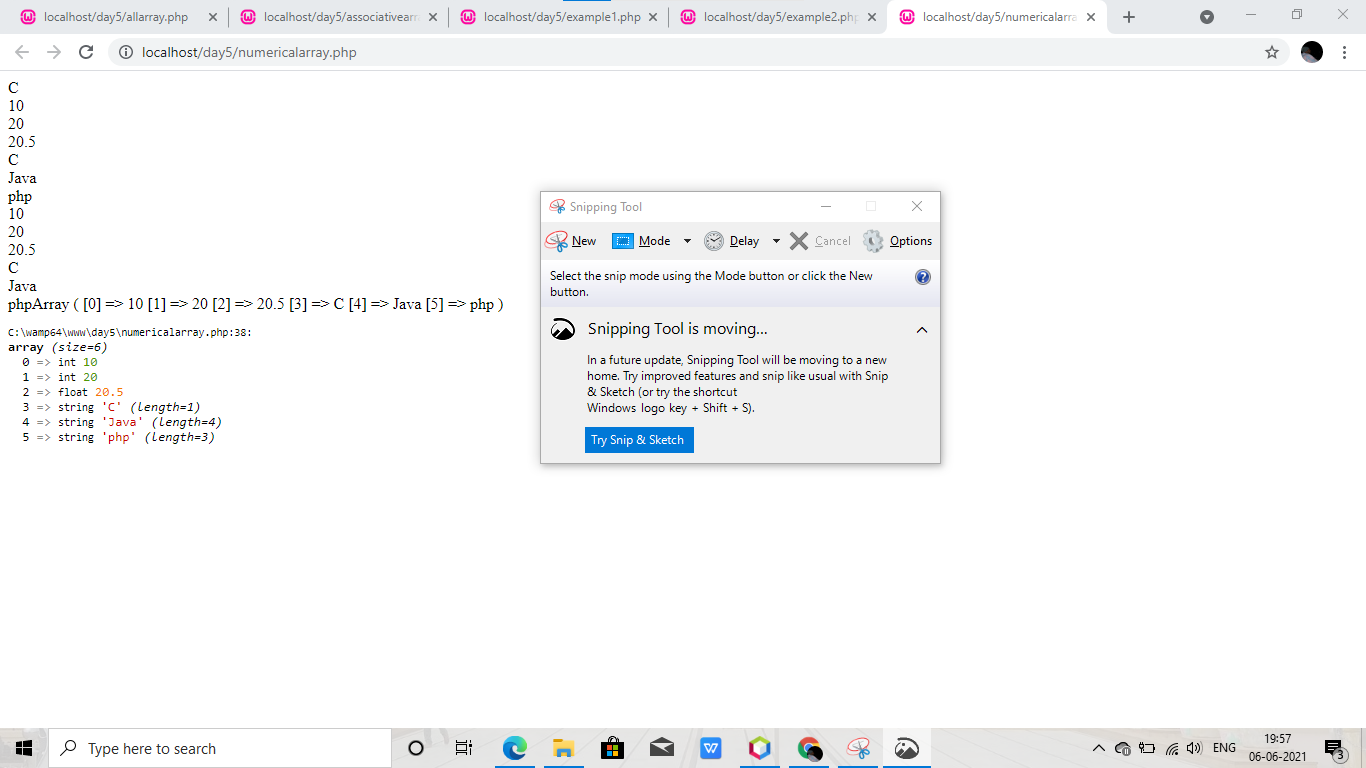 localhost/day5/allarray.php
localhost/day5/associativearr
localhost/day5/example1.php
localhost/day5/example2.php
localhost/day5/numericalarra
localhost/day5/numericalarray.php
C
10
20
20.5
C
Java
php
10
20
20.5
C
Java
phpArray ( [0] => 10 [1] => 20 [2] => 20.5 [3] => C [4] => Java [5] => php )
C:\wamp64\www\day5\numericalarray.php:38:
array (size=6)
0 => int 10
1 => int 20
2 => float 20.5
3 => string 'C' (length=1)
4 => string 'Java' (length=4)
5 => string 'php' (length=3)
Snipping Tool
New Mode Delay Cancel Options
Select the snip mode using the Mode button or click the New
button.
Snipping Tool is moving...
In a future update, Snipping Tool will be moving to a new
home. Try improved features and snip like usual with Snip
& Sketch (or try the shortcut
Windows logo key + Shift + S).
Try Snip & Sketch
Type here to search
ENG
19:57
06-06-2021
3